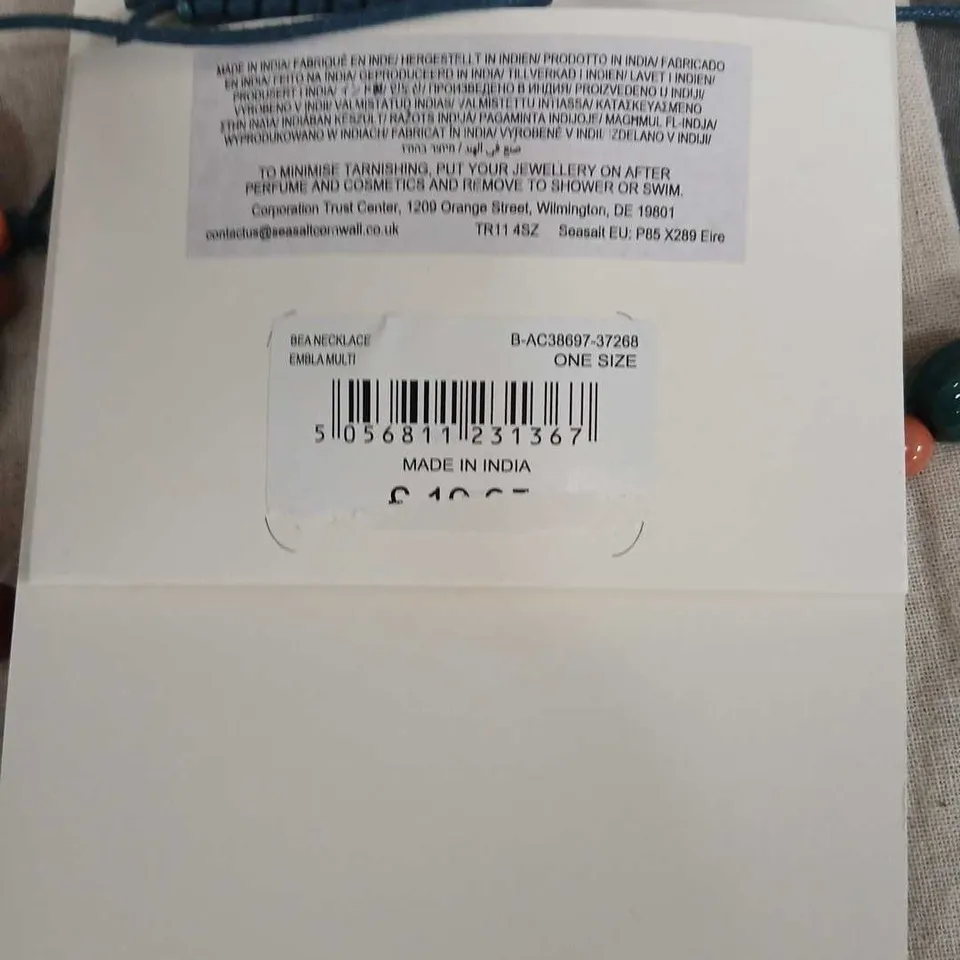 MADE IN INDIA/ FABRIQUÉ EN INDE/ HERGESTELLT IN INDIEN/ PRODOTTO IN INDIA/ FABRICADO
EN INDIA/ FEITO NA ÍNDIA/ GEPRODUCEERD IN INDIA/ TILLVERKAD I INDIEN/ LAVET I INDIEN/
PRODUSERT I INDIA/ ПРОИЗВЕДЕНО В ИНДИЯ/ PROIZVEDENO U INDIJI/
VYROBENO V INDII/ VALMISTATUD INDIAS/ VALMISTETTU INTIASSA/ ΚΑΤΑΣΚΕΥΑΣΜΕΝΟ
ΣΤΗΝ ΙΝΔΙΑ/ INDIÁBAN KÉSZÜLT/ RAŽOTS INDIJĀ/ PAGAMINTA INDIJOJE/ MAGHMUL FL-INDJA/
WYPRODUKOWANO W INDIACH/ FABRICAT ÎN INDIA/ VYROBENÉ V INDII/ IZDELANO V INDIJI/
صنع في الهند /
TO MINIMISE TARNISHING, PUT YOUR JEWELLERY ON AFTER
PERFUME AND COSMETICS AND REMOVE TO SHOWER OR SWIM.
Corporation Trust Center, 1209 Orange Street, Wilmington, DE 19801
contactus@seasaltcornwall.co.uk TR11 4SZ Seasalt EU: P85 X289 Eire
BEA NECKLACE B-AC38697-37268
EMBLA MULTI ONE SIZE
5 056811 231367
MADE IN INDIA